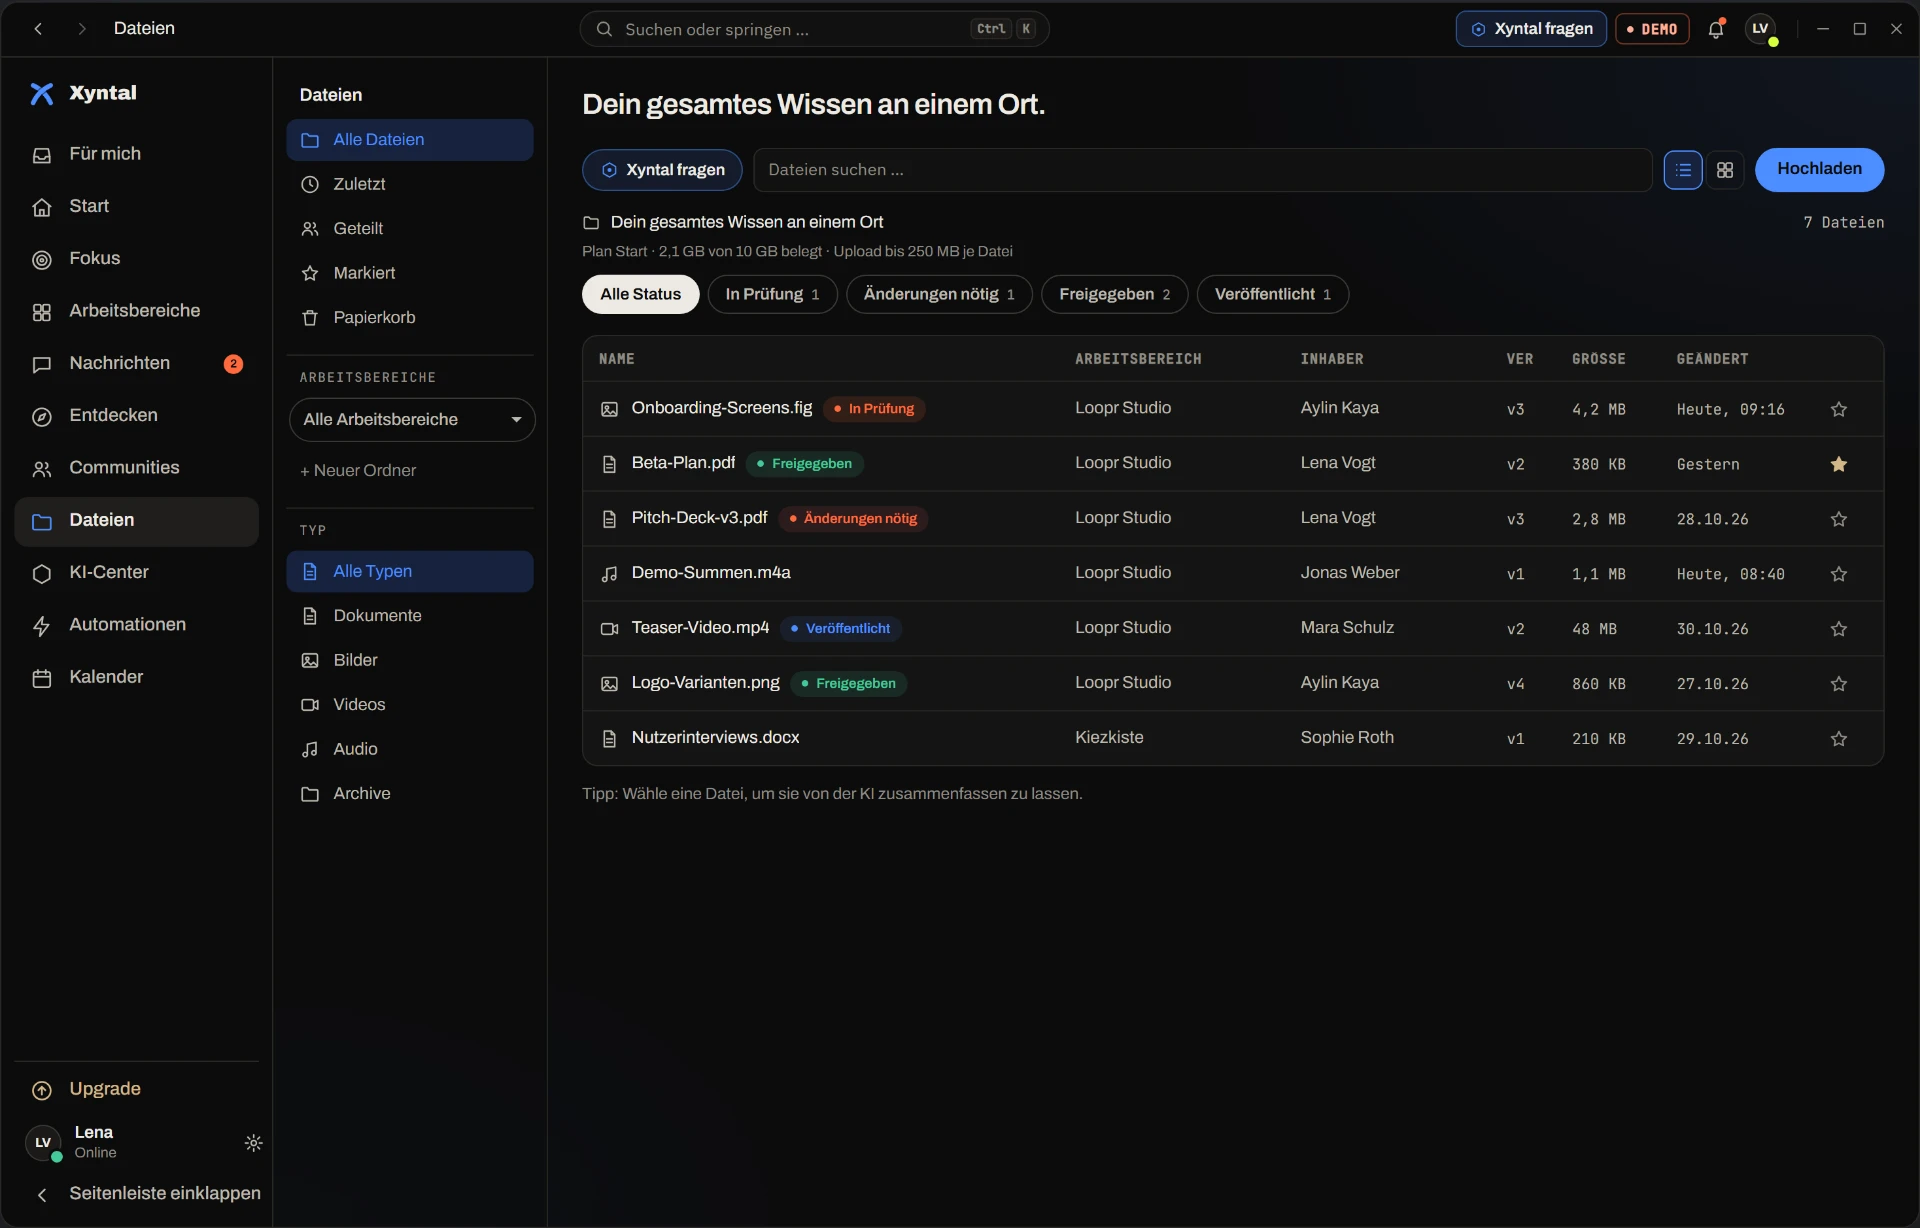 Dateien
Suchen oder springen ...
Ctrl K
Xyntal fragen
DEMO
LV
Xyntal
Für mich
Start
Fokus
Arbeitsbereiche
Nachrichten 2
Entdecken
Communities
Dateien
KI-Center
Automationen
Kalender
Upgrade
LV
Lena
Online
Seitenleiste einklappen
Dateien
Alle Dateien
Zuletzt
Geteilt
Markiert
Papierkorb
ARBEITSBEREICHE
Alle Arbeitsbereiche
+ Neuer Ordner
TYP
Alle Typen
Dokumente
Bilder
Videos
Audio
Archive
Dein gesamtes Wissen an einem Ort.
Xyntal fragen
Dateien suchen ...
Hochladen
Dein gesamtes Wissen an einem Ort
7 Dateien
Plan Start · 2,1 GB von 10 GB belegt · Upload bis 250 MB je Datei
Alle Status
In Prüfung 1
Änderungen nötig 1
Freigegeben 2
Veröffentlicht 1
NAME ARBEITSBEREICH INHABER VER GRÖSSE GEÄNDERT
Onboarding-Screens.fig In Prüfung Loopr Studio Aylin Kaya v3 4,2 MB Heute, 09:16
Beta-Plan.pdf Freigegeben Loopr Studio Lena Vogt v2 380 KB Gestern
Pitch-Deck-v3.pdf Änderungen nötig Loopr Studio Lena Vogt v3 2,8 MB 28.10.26
Demo-Summen.m4a Loopr Studio Jonas Weber v1 1,1 MB Heute, 08:40
Teaser-Video.mp4 Veröffentlicht Loopr Studio Mara Schulz v2 48 MB 30.10.26
Logo-Varianten.png Freigegeben Loopr Studio Aylin Kaya v4 860 KB 27.10.26
Nutzerinterviews.docx Kiezkiste Sophie Roth v1 210 KB 29.10.26
Tipp: Wähle eine Datei, um sie von der KI zusammenfassen zu lassen.